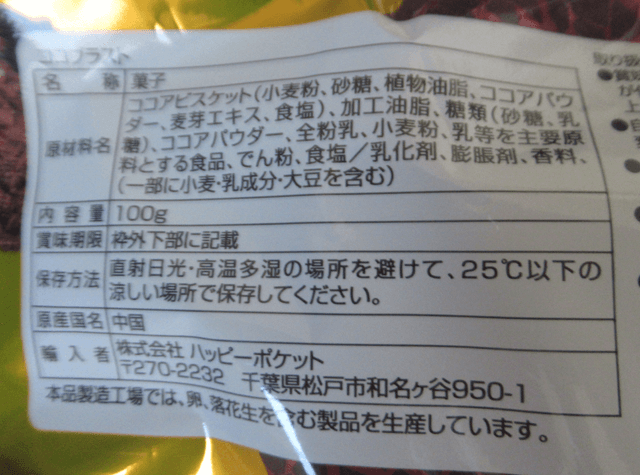 ココクラスト
名称 菓子
原材料名
ココアビスケット(小麦粉、砂糖、植物油脂、ココアパウ
ダー、麦芽エキス、食塩)、加工油脂、糖類(砂糖、乳
糖)、ココアパウダー、全粉乳、小麦粉、乳等を主要原
料とする食品、でん粉、食塩/乳化剤、膨脹剤、香料、
(一部に小麦・乳成分・大豆を含む)
内容量 100g
賞味期限 枠外下部に記載
保存方法
直射日光・高温多湿の場所を避けて、25℃以下の
涼しい場所で保存してください。
原産国名 中国
輸入者
株式会社 ハッピーポケット
〒270-2232 千葉県松戸市和名ヶ谷950-1
本品製造工場では、卵、落花生を含む製品を生産しています。
取り扱
●賞
が
上
●